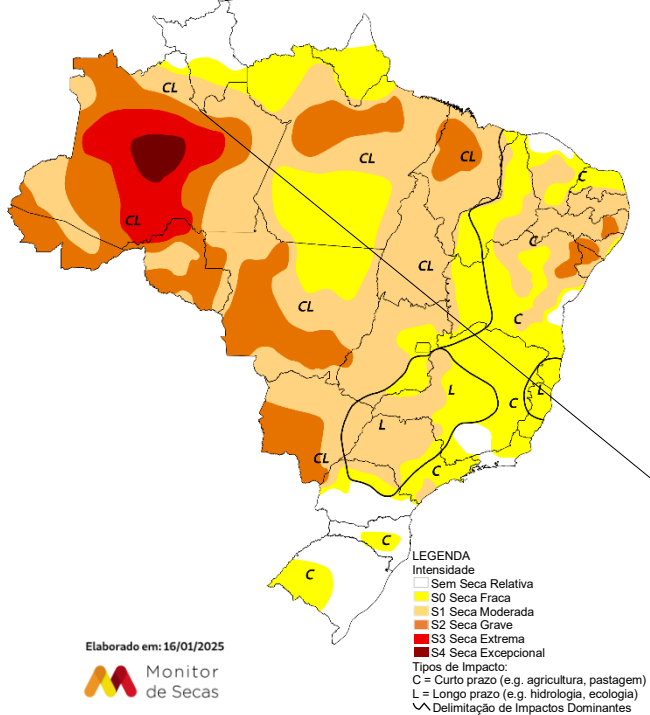 CL
C
CL
CL
C
CL
CL
CL
C
L
L
C
L
CL
C
C
C
LEGENDA
Intensidade
Sem Seca Relativa
S0 Seca Fraca
S1 Seca Moderada
S2 Seca Grave
S3 Seca Extrema
S4 Seca Excepcional
Tipos de Impacto:
C = Curto prazo (e.g. agricultura, pastagem)
L = Longo prazo (e.g. hidrologia, ecologia)
Delimitação de Impactos Dominantes
Elaborado em: 16/01/2025
Monitor
de Secas